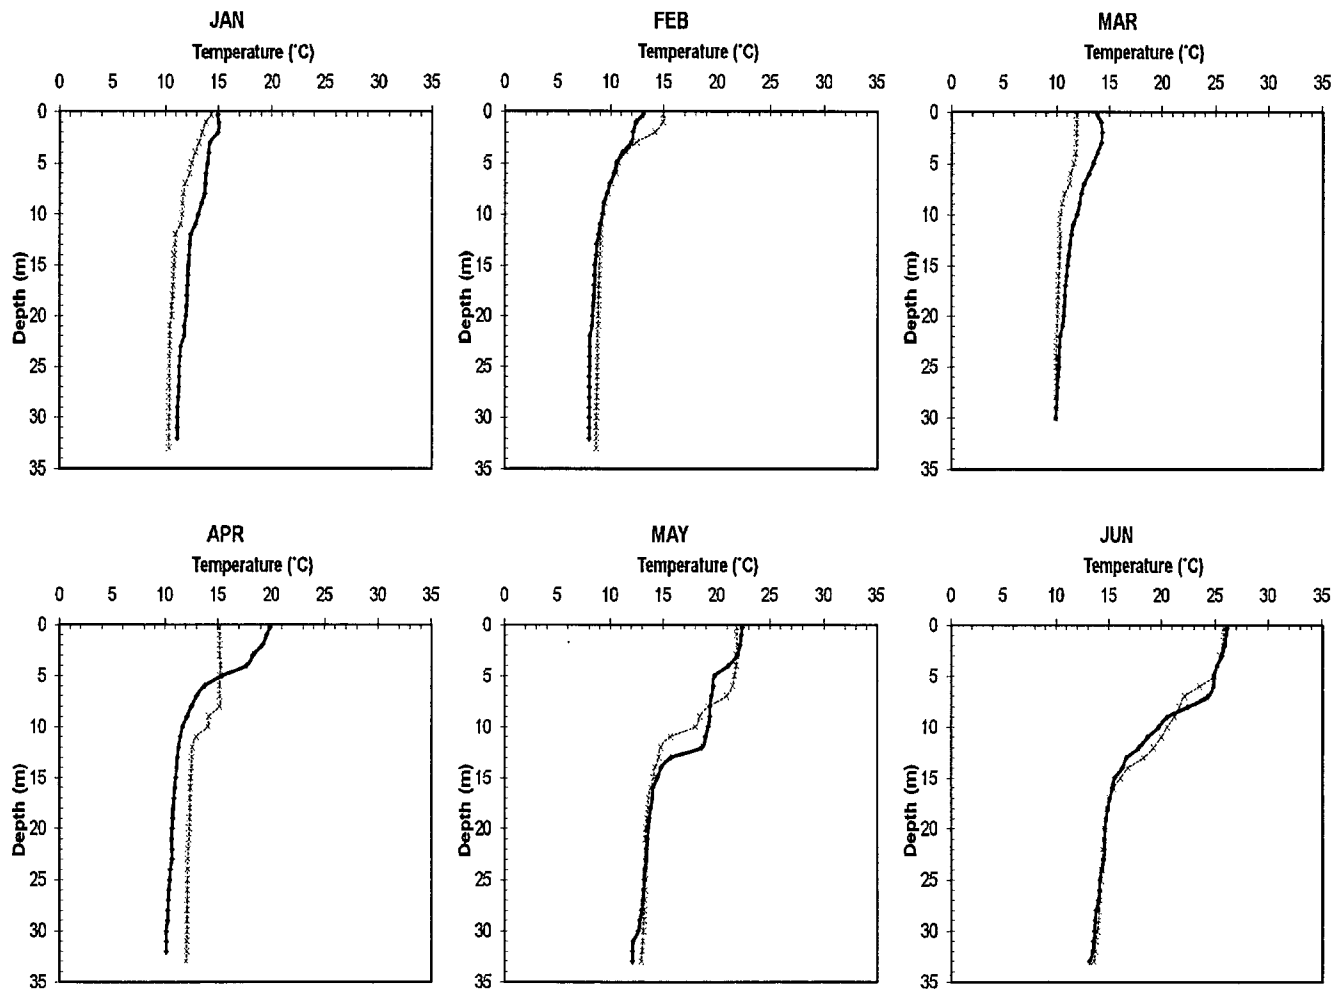 JAN FEB MAR
Temperature (°C) Temperature (°C) Temperature (°C)
0 5 10 15 20 25 30 35 0 5 10 15 20 25 30 35 0 5 10 15 20 25 30 35
0 0 0
5 5 5
10 10 10
15 15 15
20 20 20
25 25 25
30 30 30
35 35 35
Depth (m) Depth (m) Depth (m)
APR MAY JUN
Temperature (°C) Temperature (°C) Temperature (°C)
0 5 10 15 20 25 30 35 0 5 10 15 20 25 30 35 0 5 10 15 20 25 30 35
0 0 0
5 5 5
10 10 10
15 15 15
20 20 20
25 25 25
30 30 30
35 35 35
Depth (m) Depth (m) Depth (m)